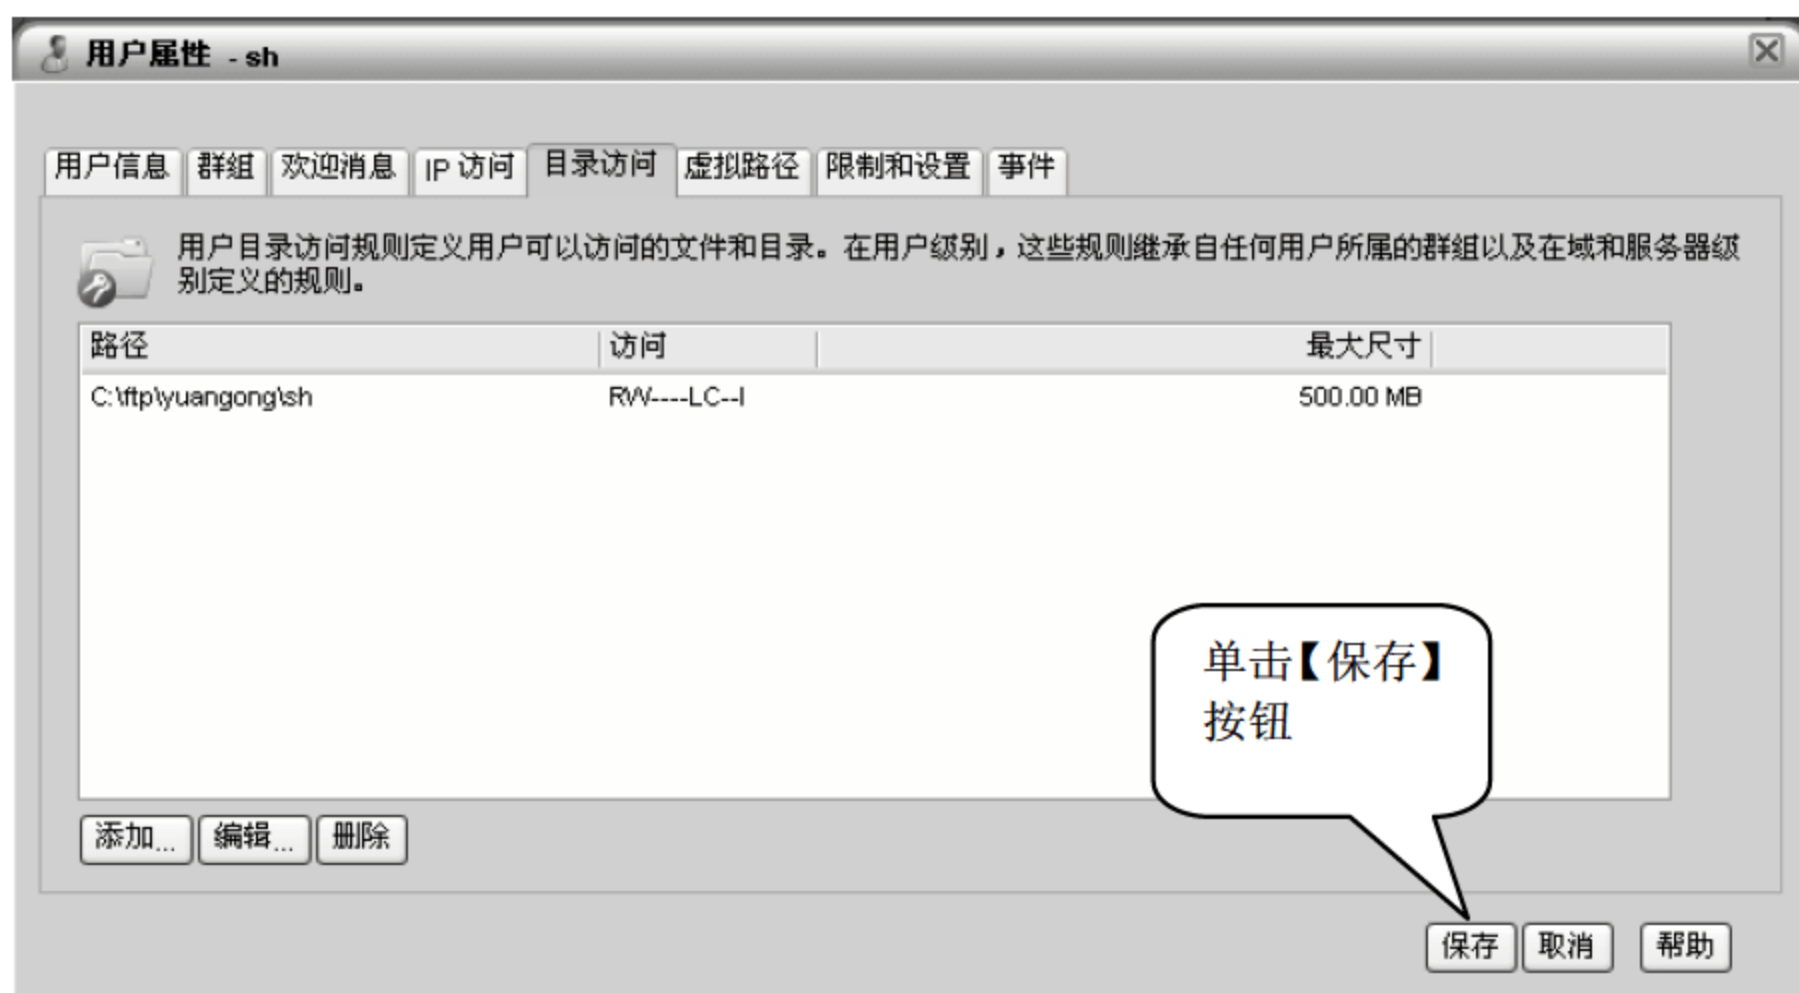 用户属性 - sh
用户信息 群组 欢迎消息 IP 访问 目录访问 虚拟路径 限制和设置 事件
用户目录访问规则定义用户可以访问的文件和目录。在用户级别，这些规则继承自任何用户所属的群组以及在域和服务器级
别定义的规则。
路径 访问 最大尺寸
C:\ftp\yuangong\sh RW----LC--I 500.00 MB
单击【保存】
按钮
添加... 编辑... 删除
保存 取消 帮助